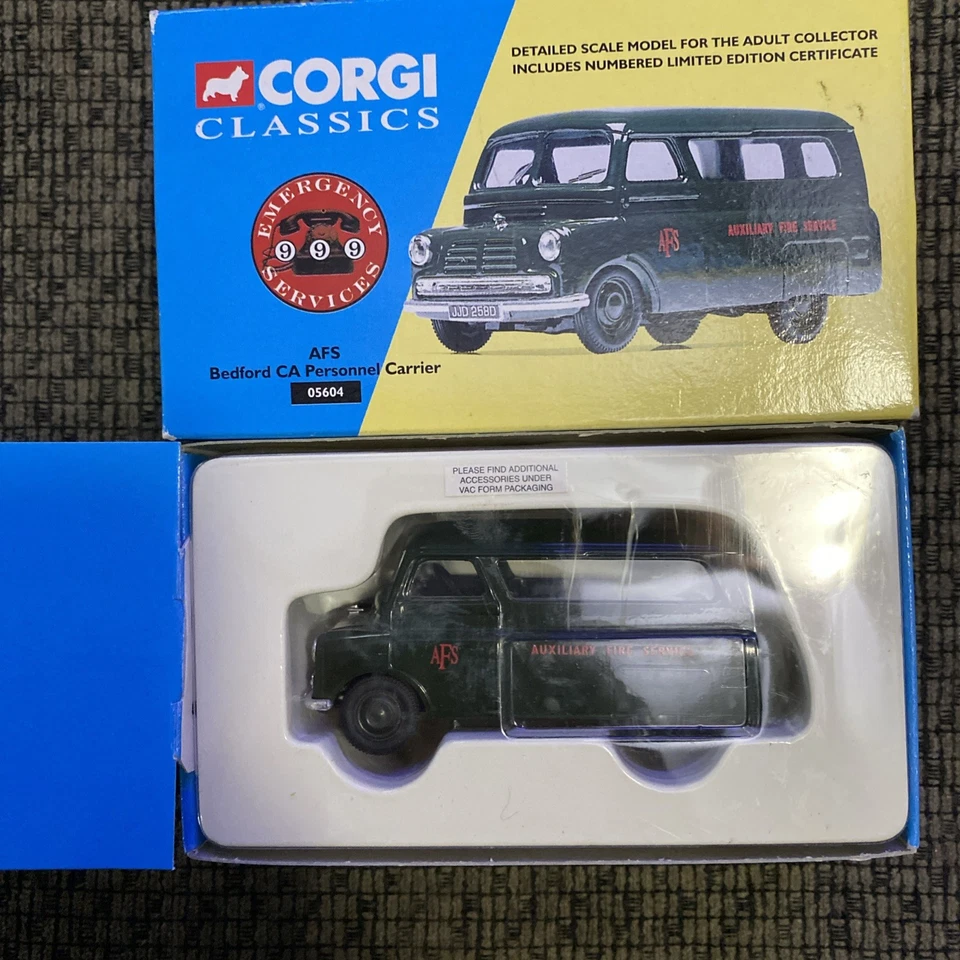 CORGI®
CLASSICS
DETAILED SCALE MODEL FOR THE ADULT COLLECTOR
INCLUDES NUMBERED LIMITED EDITION CERTIFICATE
EMERGENCY
999
SERVICES
AFS
AUXILIARY FIRE SERVICE
JJD 258D
AFS
Bedford CA Personnel Carrier
05604
PLEASE FIND ADDITIONAL
ACCESSORIES UNDER
VAC FORM PACKAGING
AFS
AUXILIARY FIRE SERVICE